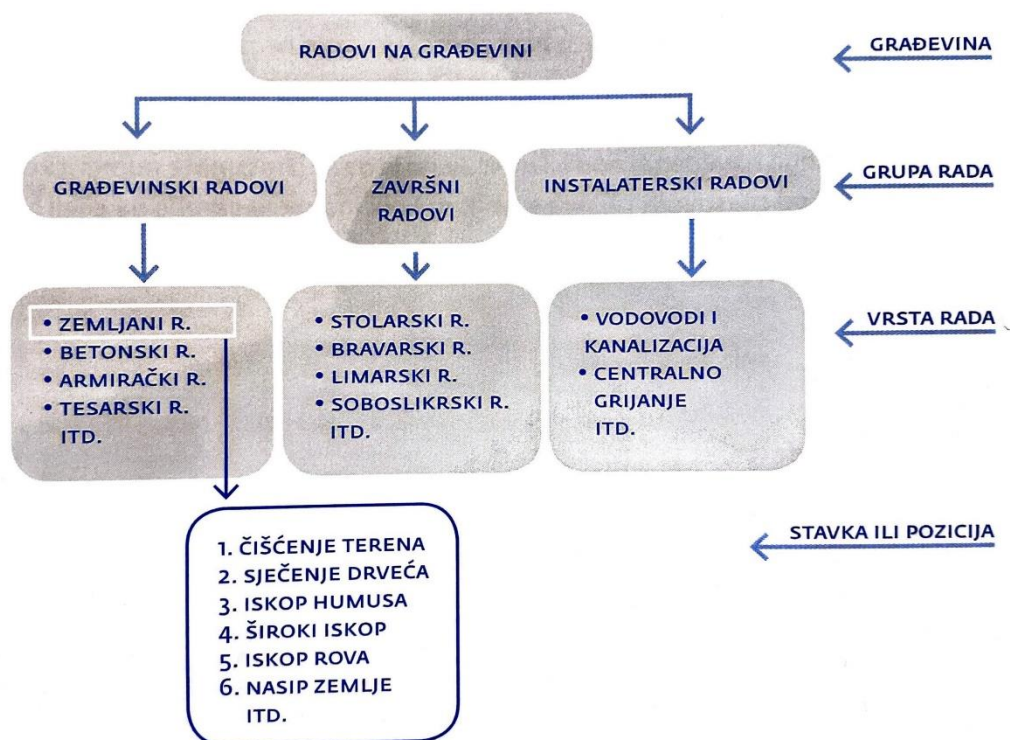 RADOVI NA GRAĐEVINI
GRAĐEVINA
GRAĐEVINSKI RADOVI
ZAVRŠNI
RADOVI
INSTALATERSKI RADOVI
GRUPA RADA
• ZEMLJANI R.
• BETONSKI R.
• ARMIRAČKI R.
• TESARSKI R.
ITD.
• STOLARSKI R.
• BRAVARSKI R.
• LIMARSKI R.
• SOBOSLIKRSKI R.
ITD.
• VODOVODI I
KANALIZACIJA
• CENTRALNO
GRIJANJE
ITD.
VRSTA RADA
1. ČIŠĆENJE TERENA
2. SJEČENJE DRVEĆA
3. ISKOP HUMUSA
4. ŠIROKI ISKOP
5. ISKOP ROVA
6. NASIP ZEMLJE
ITD.
STAVKA ILI POZICIJA